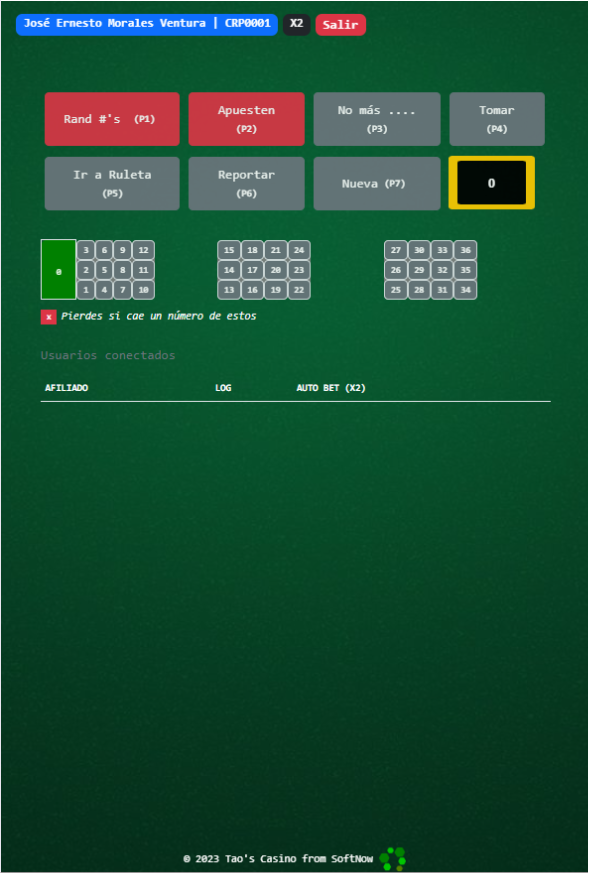 José Ernesto Morales Ventura | CRP0001 X2 Salir
Rand #'s (P1) Apuesten (P2) No más .... (P3) Tomar (P4)
Ir a Ruleta (P5) Reportar (P6) Nueva (P7) 0
3 6 9 12 15 18 21 24 27 30 33 36
0 2 5 8 11 14 17 20 23 26 29 32 35
1 4 7 10 13 16 19 22 25 28 31 34
x Pierdes si cae un número de estos
Usuarios conectados
AFILIADO LOG AUTO BET (X2)
© 2023 Tao's Casino from SoftNow